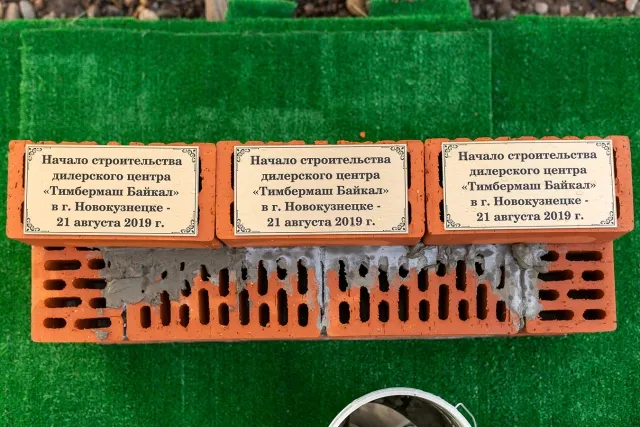 Начало строительства
дилерского центра
«Тимбермаш Байкал»
в г. Новокузнецке -
21 августа 2019 г.
Начало строительства
дилерского центра
«Тимбермаш Байкал»
в г. Новокузнецке -
21 августа 2019 г.
Начало строительства
дилерского центра
«Тимбермаш Байкал»
в г. Новокузнецке -
21 августа 2019 г.